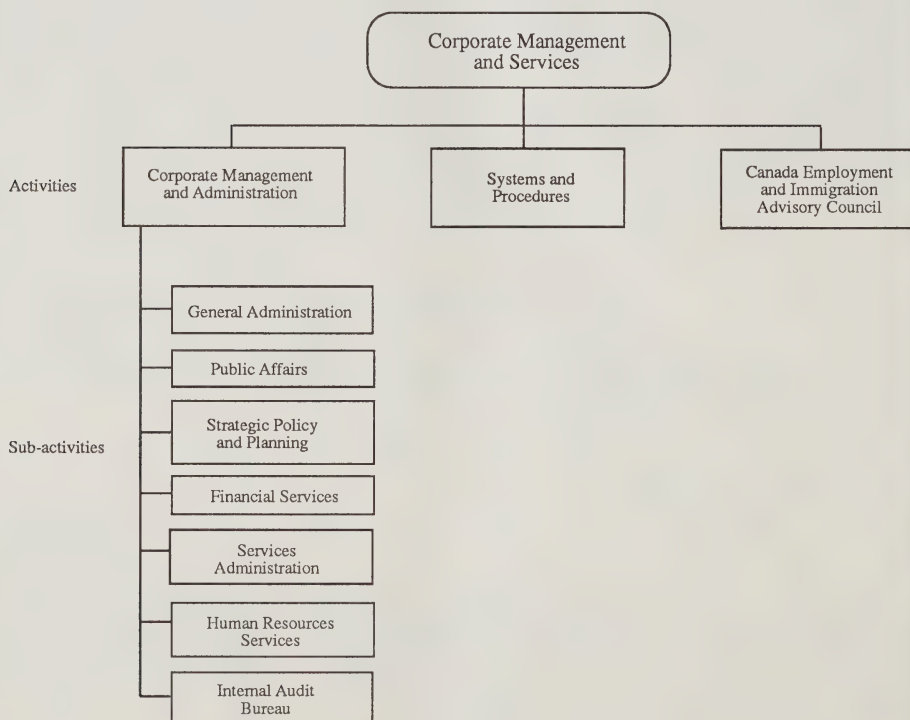 Corporate Management
and Services
Activities
Corporate Management
and Administration
Systems and
Procedures
Canada Employment
and Immigration
Advisory Council
Sub-activities
General Administration
Public Affairs
Strategic Policy
and Planning
Financial Services
Services
Administration
Human Resources
Services
Internal Audit
Bureau